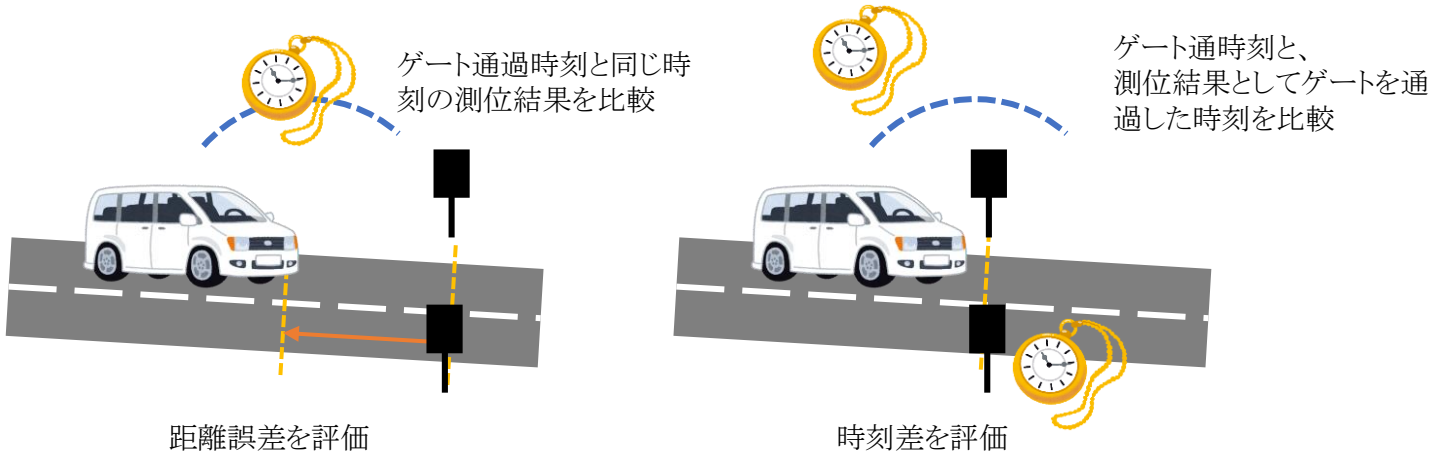 ゲート通過時刻と同じ時
刻の測位結果を比較
ゲート通時刻と、
測位結果としてゲートを通
過した時刻を比較
距離誤差を評価
時刻差を評価